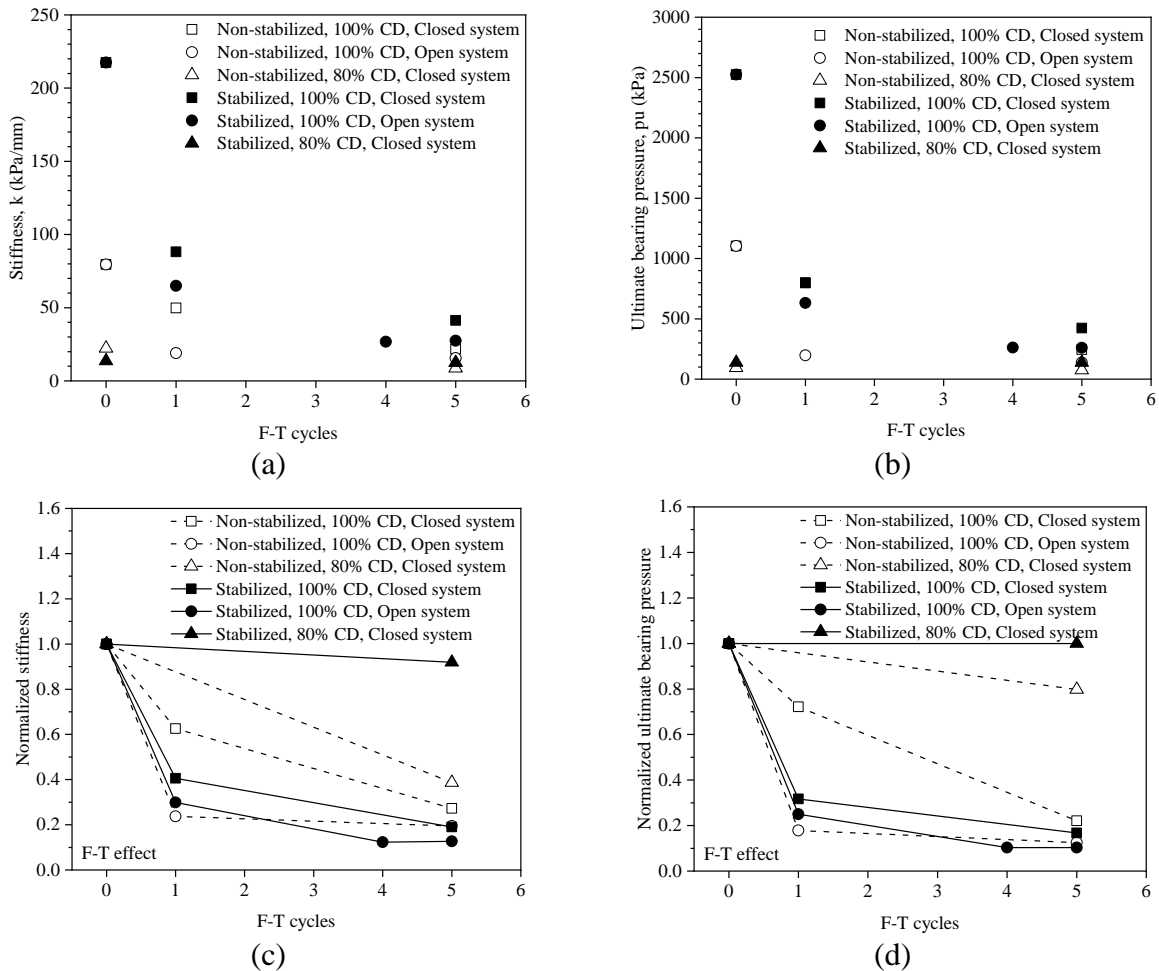 250
200
150
100
50
0
Stiffness, k (kPa/mm)
Non-stabilized, 100% CD, Closed system
Non-stabilized, 100% CD, Open system
Non-stabilized, 80% CD, Closed system
Stabilized, 100% CD, Closed system
Stabilized, 100% CD, Open system
Stabilized, 80% CD, Closed system
0 1 2 3 4 5 6
F-T cycles
(a)
3000
2500
2000
1500
1000
500
0
Ultimate bearing pressure, pu (kPa)
Non-stabilized, 100% CD, Closed system
Non-stabilized, 100% CD, Open system
Non-stabilized, 80% CD, Closed system
Stabilized, 100% CD, Closed system
Stabilized, 100% CD, Open system
Stabilized, 80% CD, Closed system
0 1 2 3 4 5 6
F-T cycles
(b)
1.6
1.4
1.2
1.0
0.8
0.6
0.4
0.2
0.0
Normalized stiffness
Non-stabilized, 100% CD, Closed system
Non-stabilized, 100% CD, Open system
Non-stabilized, 80% CD, Closed system
Stabilized, 100% CD, Closed system
Stabilized, 100% CD, Open system
Stabilized, 80% CD, Closed system
F-T effect
0 1 2 3 4 5 6
F-T cycles
(c)
1.6
1.4
1.2
1.0
0.8
0.6
0.4
0.2
0.0
Normalized ultimate bearing pressure
Non-stabilized, 100% CD, Closed system
Non-stabilized, 100% CD, Open system
Non-stabilized, 80% CD, Closed system
Stabilized, 100% CD, Closed system
Stabilized, 100% CD, Open system
Stabilized, 80% CD, Closed system
F-T effect
0 1 2 3 4 5 6
F-T cycles
(d)